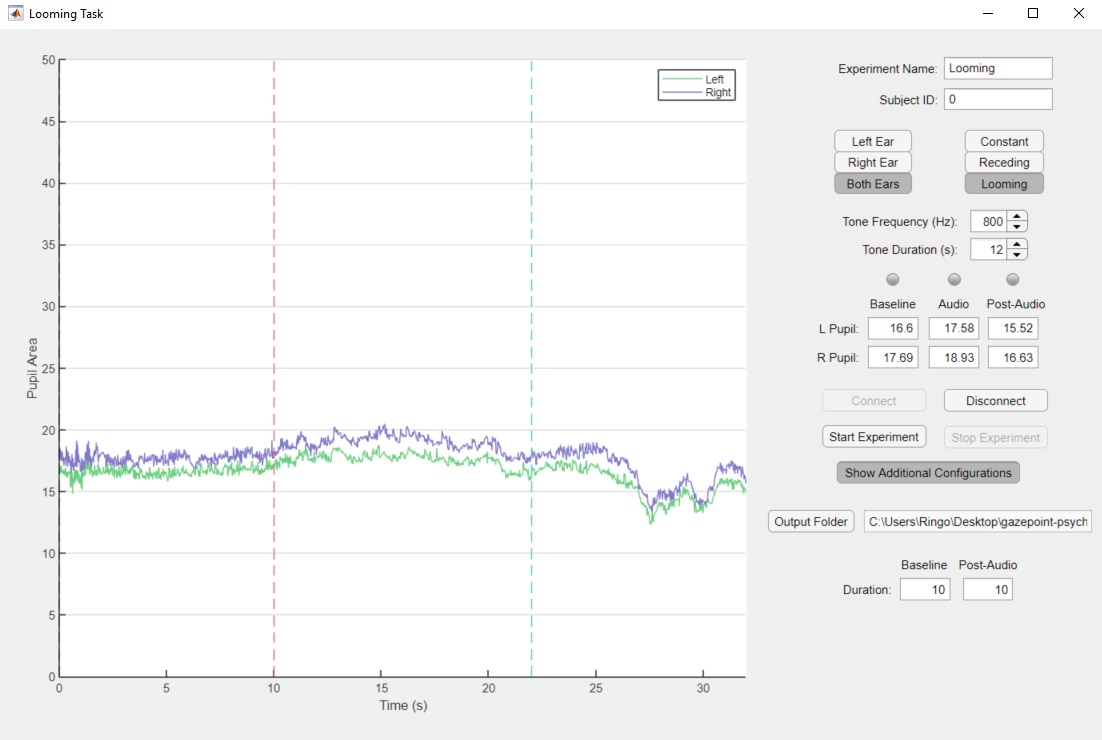 Looming Task
50
45
40
35
30
25
20
15
10
5
0
Pupil Area
0 5 10 15 20 25 30
Time (s)
Left
Right
Experiment Name: Looming
Subject ID: 0
Left Ear Constant
Right Ear Receding
Both Ears Looming
Tone Frequency (Hz): 800
Tone Duration (s): 12
Baseline Audio Post-Audio
L Pupil: 16.6 17.58 15.52
R Pupil: 17.69 18.93 16.63
Connect Disconnect
Start Experiment Stop Experiment
Show Additional Configurations
Output Folder C:\Users\Ringo\Desktop\gazepoint-psych
Baseline Post-Audio
Duration: 10 10